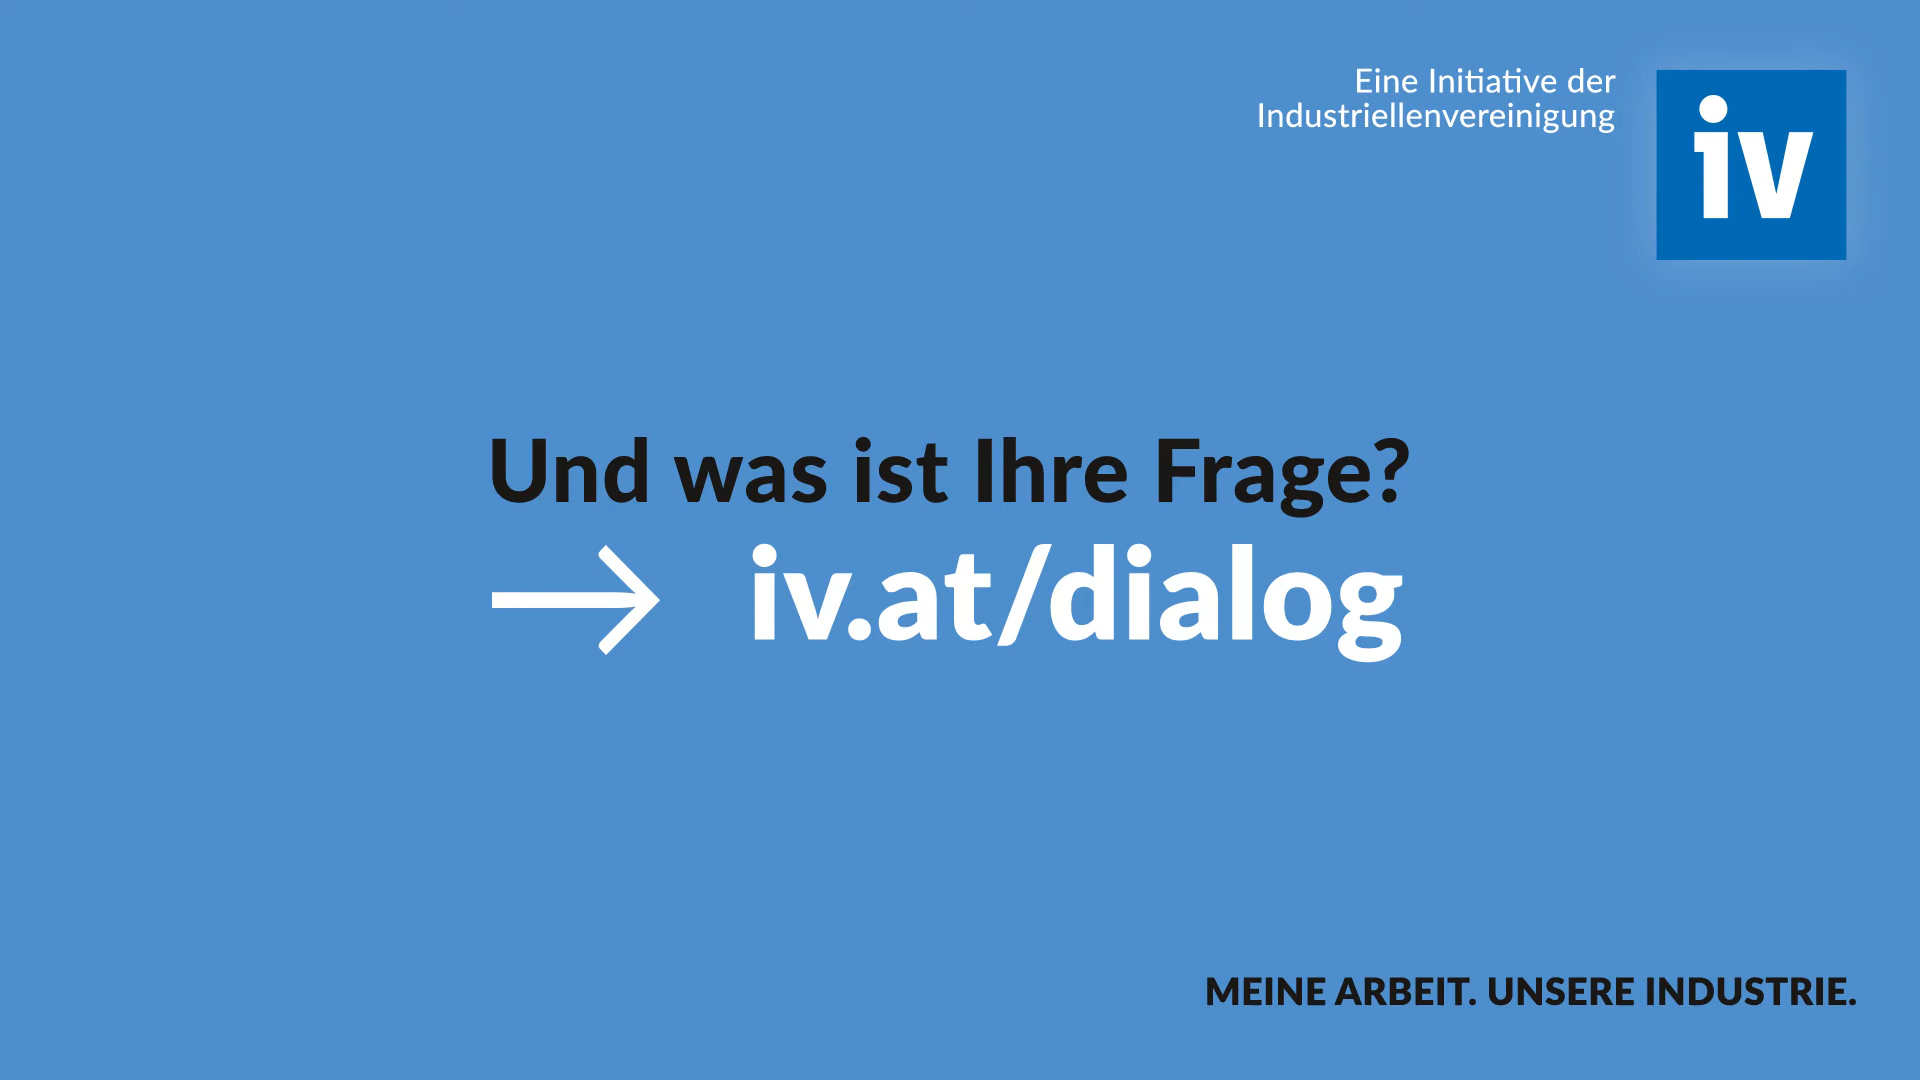 Eine Initiative der
Industriellenvereinigung
iv
Und was ist Ihre Frage?
→ iv.at/dialog
MEINE ARBEIT. UNSERE INDUSTRIE.